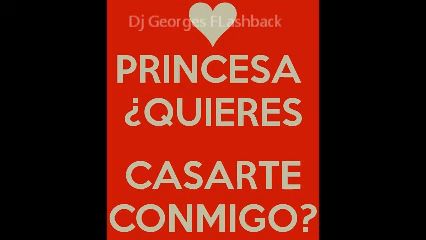 Dj Georges FLashback
PRINCESA
¿QUIERES
CASARTE
CONMIGO?